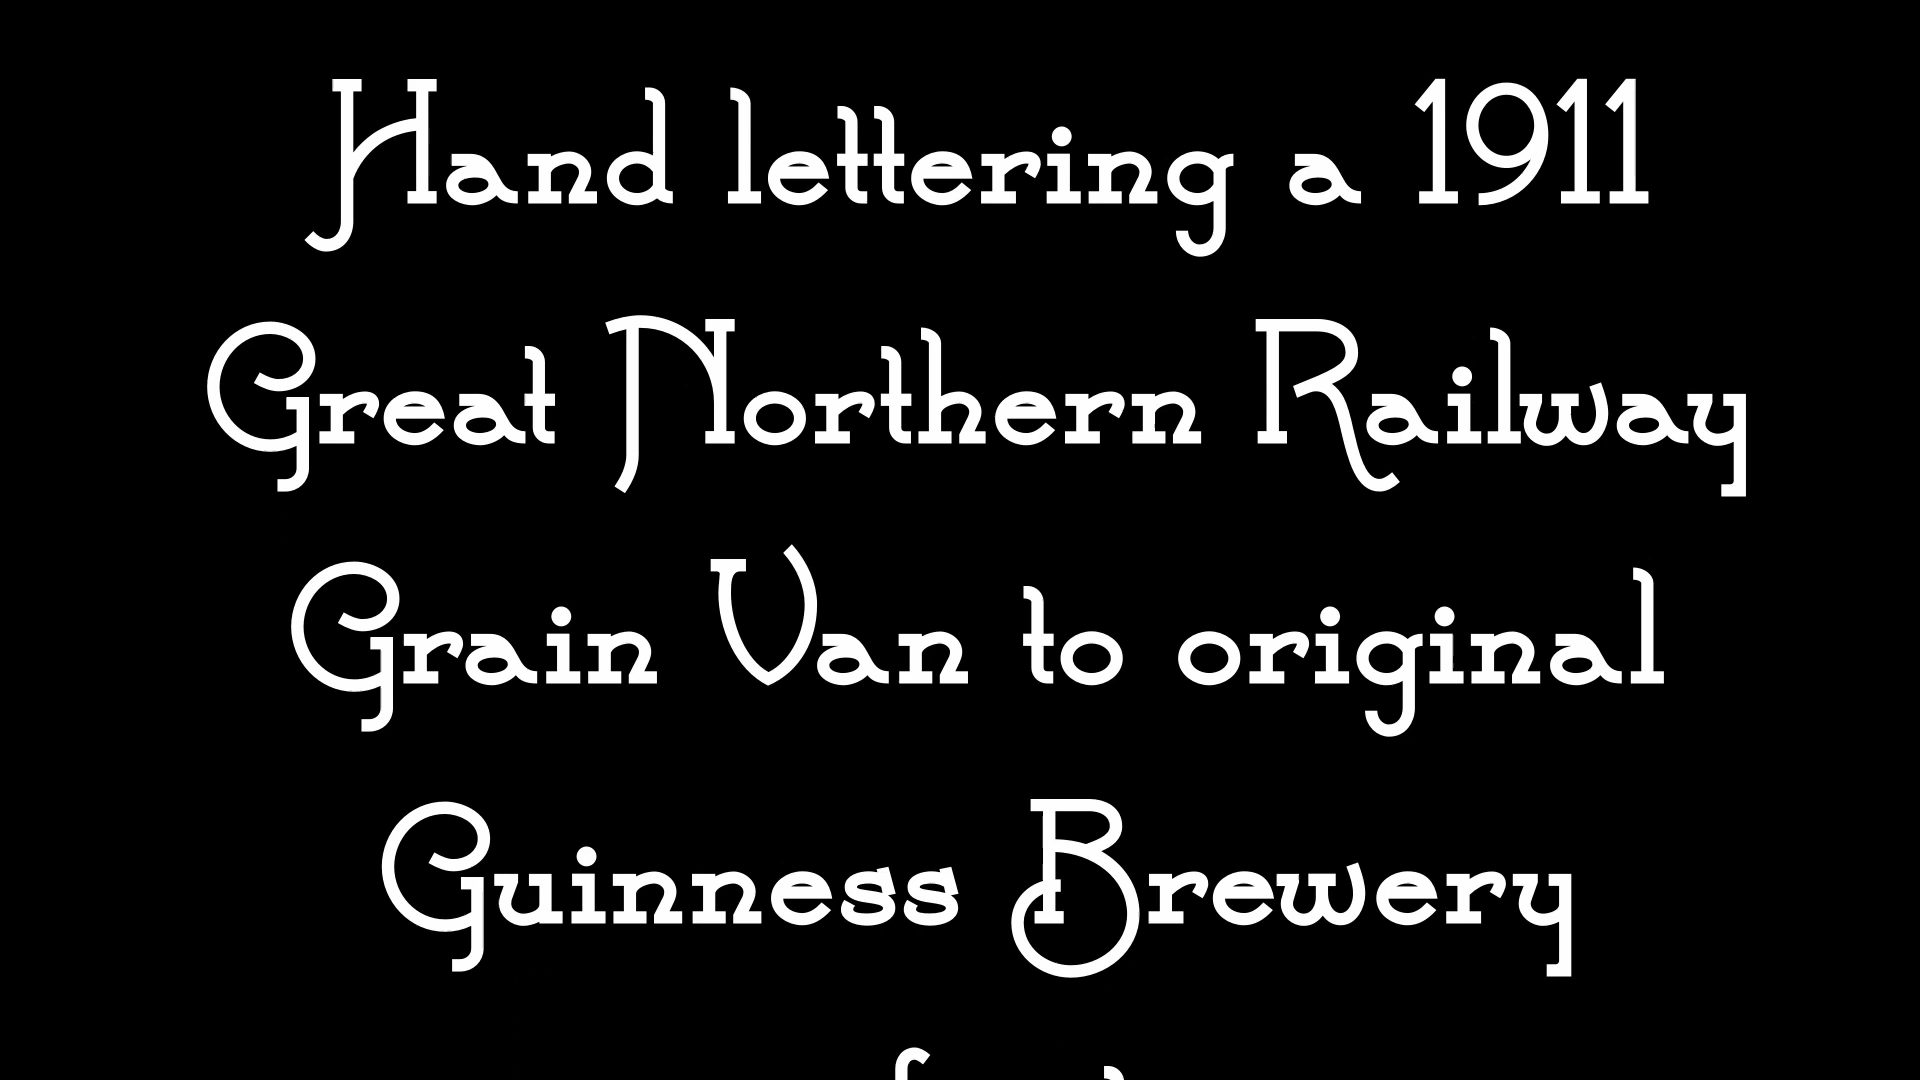 Hand lettering a 1911
Great Northern Railway
Grain Van to original
Guinness Brewery